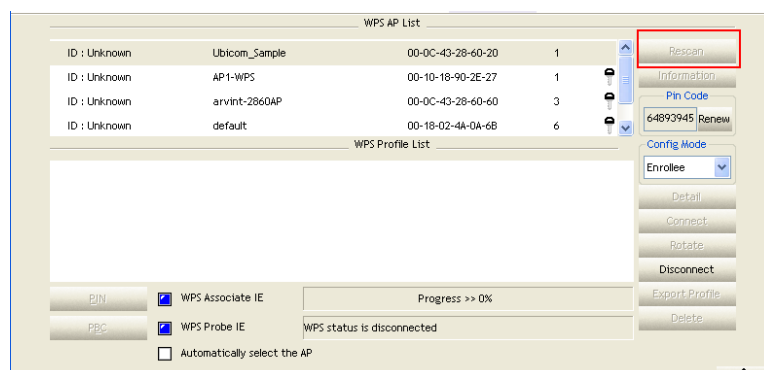 WPS AP List
ID : Unknown Ubicom_Sample 00-0C-43-28-60-20 1
ID : Unknown AP1-WPS 00-10-18-90-2E-27 1
ID : Unknown arvint-2860AP 00-0C-43-28-60-60 3
ID : Unknown default 00-18-02-4A-0A-6B 6
Rescan
Information
Pin Code
64893945 Renew
WPS Profile List
Config Mode
Enrollee
Detail
Connect
Rotate
Disconnect
Export Profile
Delete
PIN WPS Associate IE Progress >> 0%
PBC WPS Probe IE WPS status is disconnected
Automatically select the AP